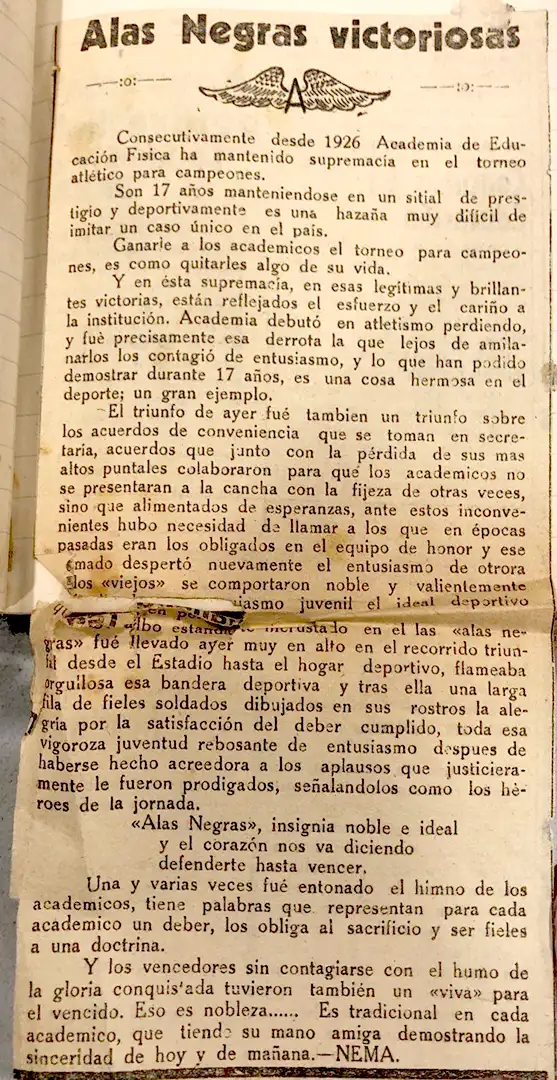 Alas Negras victoriosas
—:o:—
A
—:o:—
Consecutivamente desde 1926 Academia de Edu-
cación Fisica ha mantenido supremacía en el torneo
atlético para campeones.
Son 17 años manteniendose en un sitial de pres-
tigio y deportivamente es una hazaña muy difícil de
imitar un caso único en el país.
Ganarle a los academicos el torneo para campeo-
nes, es como quitarles algo de su vida.
Y en ésta supremacía, en esas legítimas y brillan-
tes victorias, están reflejados el esfuerzo y el cariño a
la institución. Academia debutó en atletismo perdiendo,
y fuè precisamente esa derrota la que lejos de amila-
narlos los contagió de entusiasmo, y lo que han podido
demostrar durante 17 años, es una cosa hermosa en el
deporte; un gran ejemplo.
El triunfo de ayer fué tambien un triunfo sobre
los acuerdos de conveniencia que se toman en secre-
taría, acuerdos que junto con la pérdida de sus mas
altos puntales colaboraron para que los academicos no
se presentaran a la cancha con la fijeza de otras veces,
sino que alimentados de esperanzas, ante estos inconve-
nientes hubo necesidad de llamar a los que en épocas
pasadas eran los obligados en el equipo de honor y ese
mado despertó nuevamente el entusiasmo de otrora
los «viejos» se comportaron noble y valientemente
iasmo juvenil el ideal deportivo
en el las «alas ne-
gras» fué llevado ayer muy en alto en el recorrido triun-
fal desde el Estadio hasta el hogar deportivo, flameaba
orgullosa esa bandera deportiva y tras ella una larga
fila de fieles soldados dibujados en sus rostros la ale-
gría por la satisfacción del deber cumplido, toda esa
vigoroza juventud rebosante de entusiasmo despues de
haberse hecho acreedora a los aplausos que justiciera-
mente le fueron prodigados, señalandolos como los hè-
roes de la jornada.
«Alas Negras», insignia noble e ideal
y el corazón nos va diciendo
defenderte hasta vencer.
Una y varias veces fué entonado el himno de los
academicos, tiene palabras que representan para cada
academico un deber, los obliga al sacrificio y ser fieles
a una doctrina.
Y los vencedores sin contagiarse con el humo de
la gloria conquistada tuvieron también un «viva» para
el vencido. Eso es nobleza...... Es tradicional en cada
academico, que tiende su mano amiga demostrando la
sinceridad de hoy y de mañana.—NEMA.